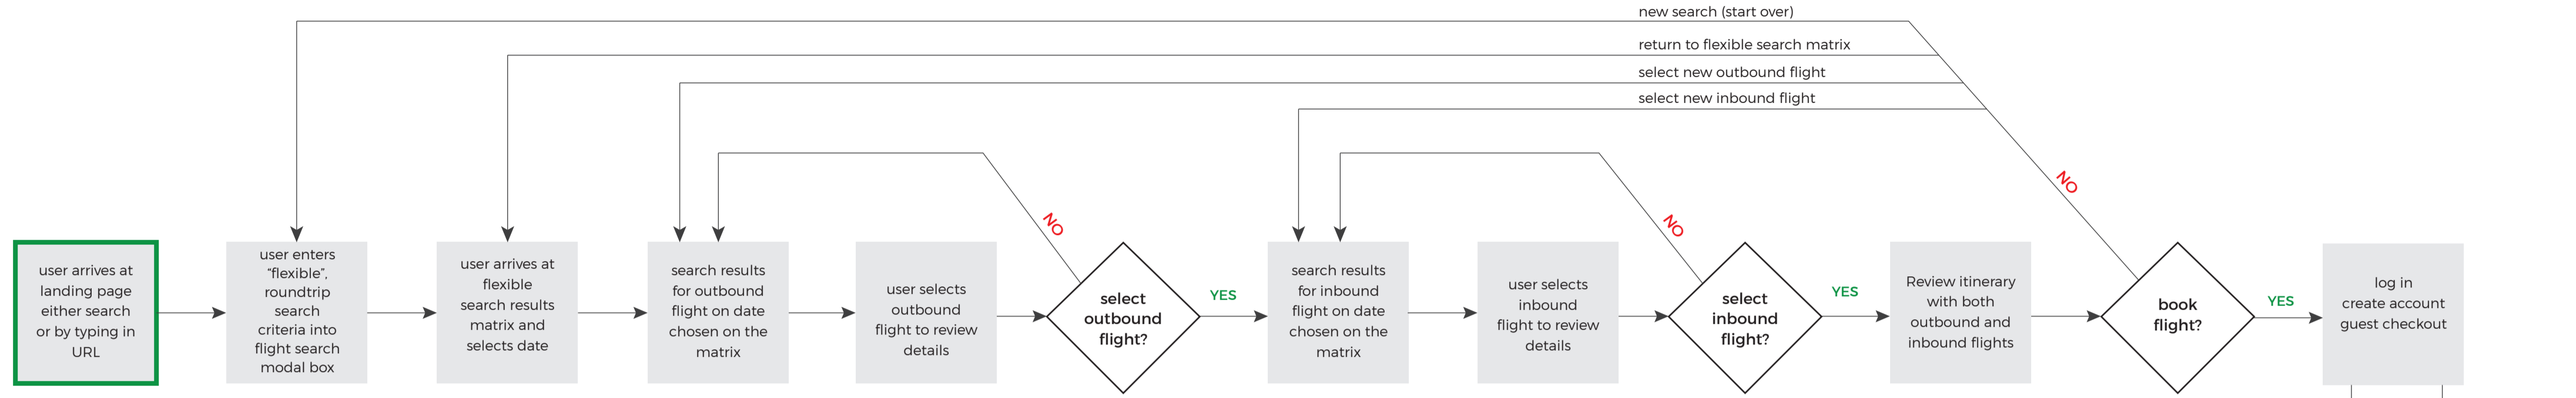 new search (start over)
return to flexible search matrix
select new outbound flight
select new inbound flight
NO
NO
NO
user arrives at
landing page
either search
or by typing in
URL
user enters
“flexible”,
roundtrip
search
criteria into
flight search
modal box
user arrives at
flexible
search results
matrix and
selects date
search results
for outbound
flight on date
chosen on the
matrix
user selects
outbound
flight to review
details
select
outbound
flight?
YES
search results
for inbound
flight on date
chosen on the
matrix
user selects
inbound
flight to review
details
select
inbound
flight?
YES
Review itinerary
with both
outbound and
inbound flights
book
flight?
YES
log in
create account
guest checkout